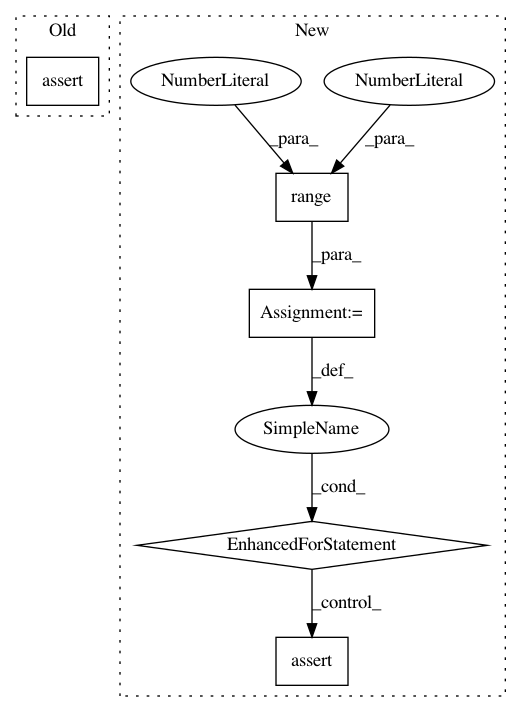 Old
New
assert
NumberLiteral
NumberLiteral
_para_
_para_
range
_para_
Assignment:=
_def_
SimpleName
_cond_
EnhancedForStatement
_control_
assert